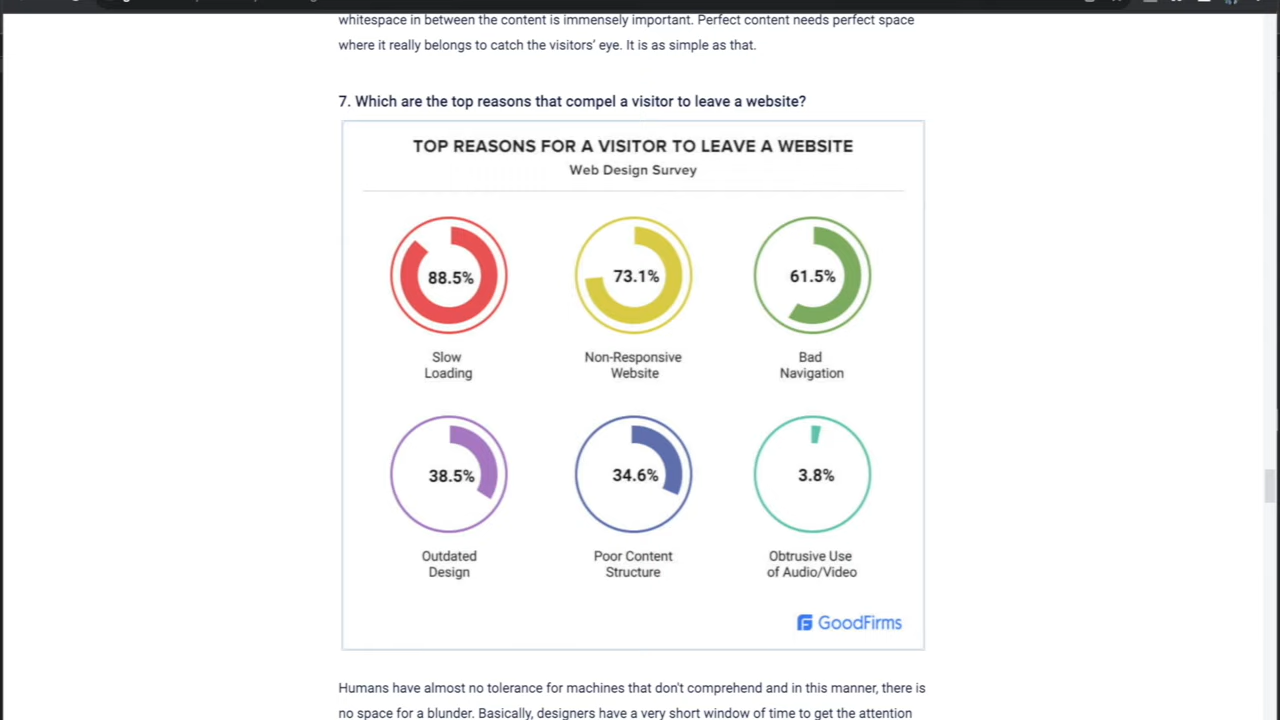 whitespace in between the content is immensely important. Perfect content needs perfect space
where it really belongs to catch the visitors' eye. It is as simple as that.
7. Which are the top reasons that compel a visitor to leave a website?
TOP REASONS FOR A VISITOR TO LEAVE A WEBSITE
Web Design Survey
88.5%
Slow
Loading
73.1%
Non-Responsive
Website
61.5%
Bad
Navigation
38.5%
Outdated
Design
34.6%
Poor Content
Structure
3.8%
Obtrusive Use
of Audio/Video
GoodFirms
Humans have almost no tolerance for machines that don't comprehend and in this manner, there is
no space for a blunder. Basically, designers have a very short window of time to get the attention